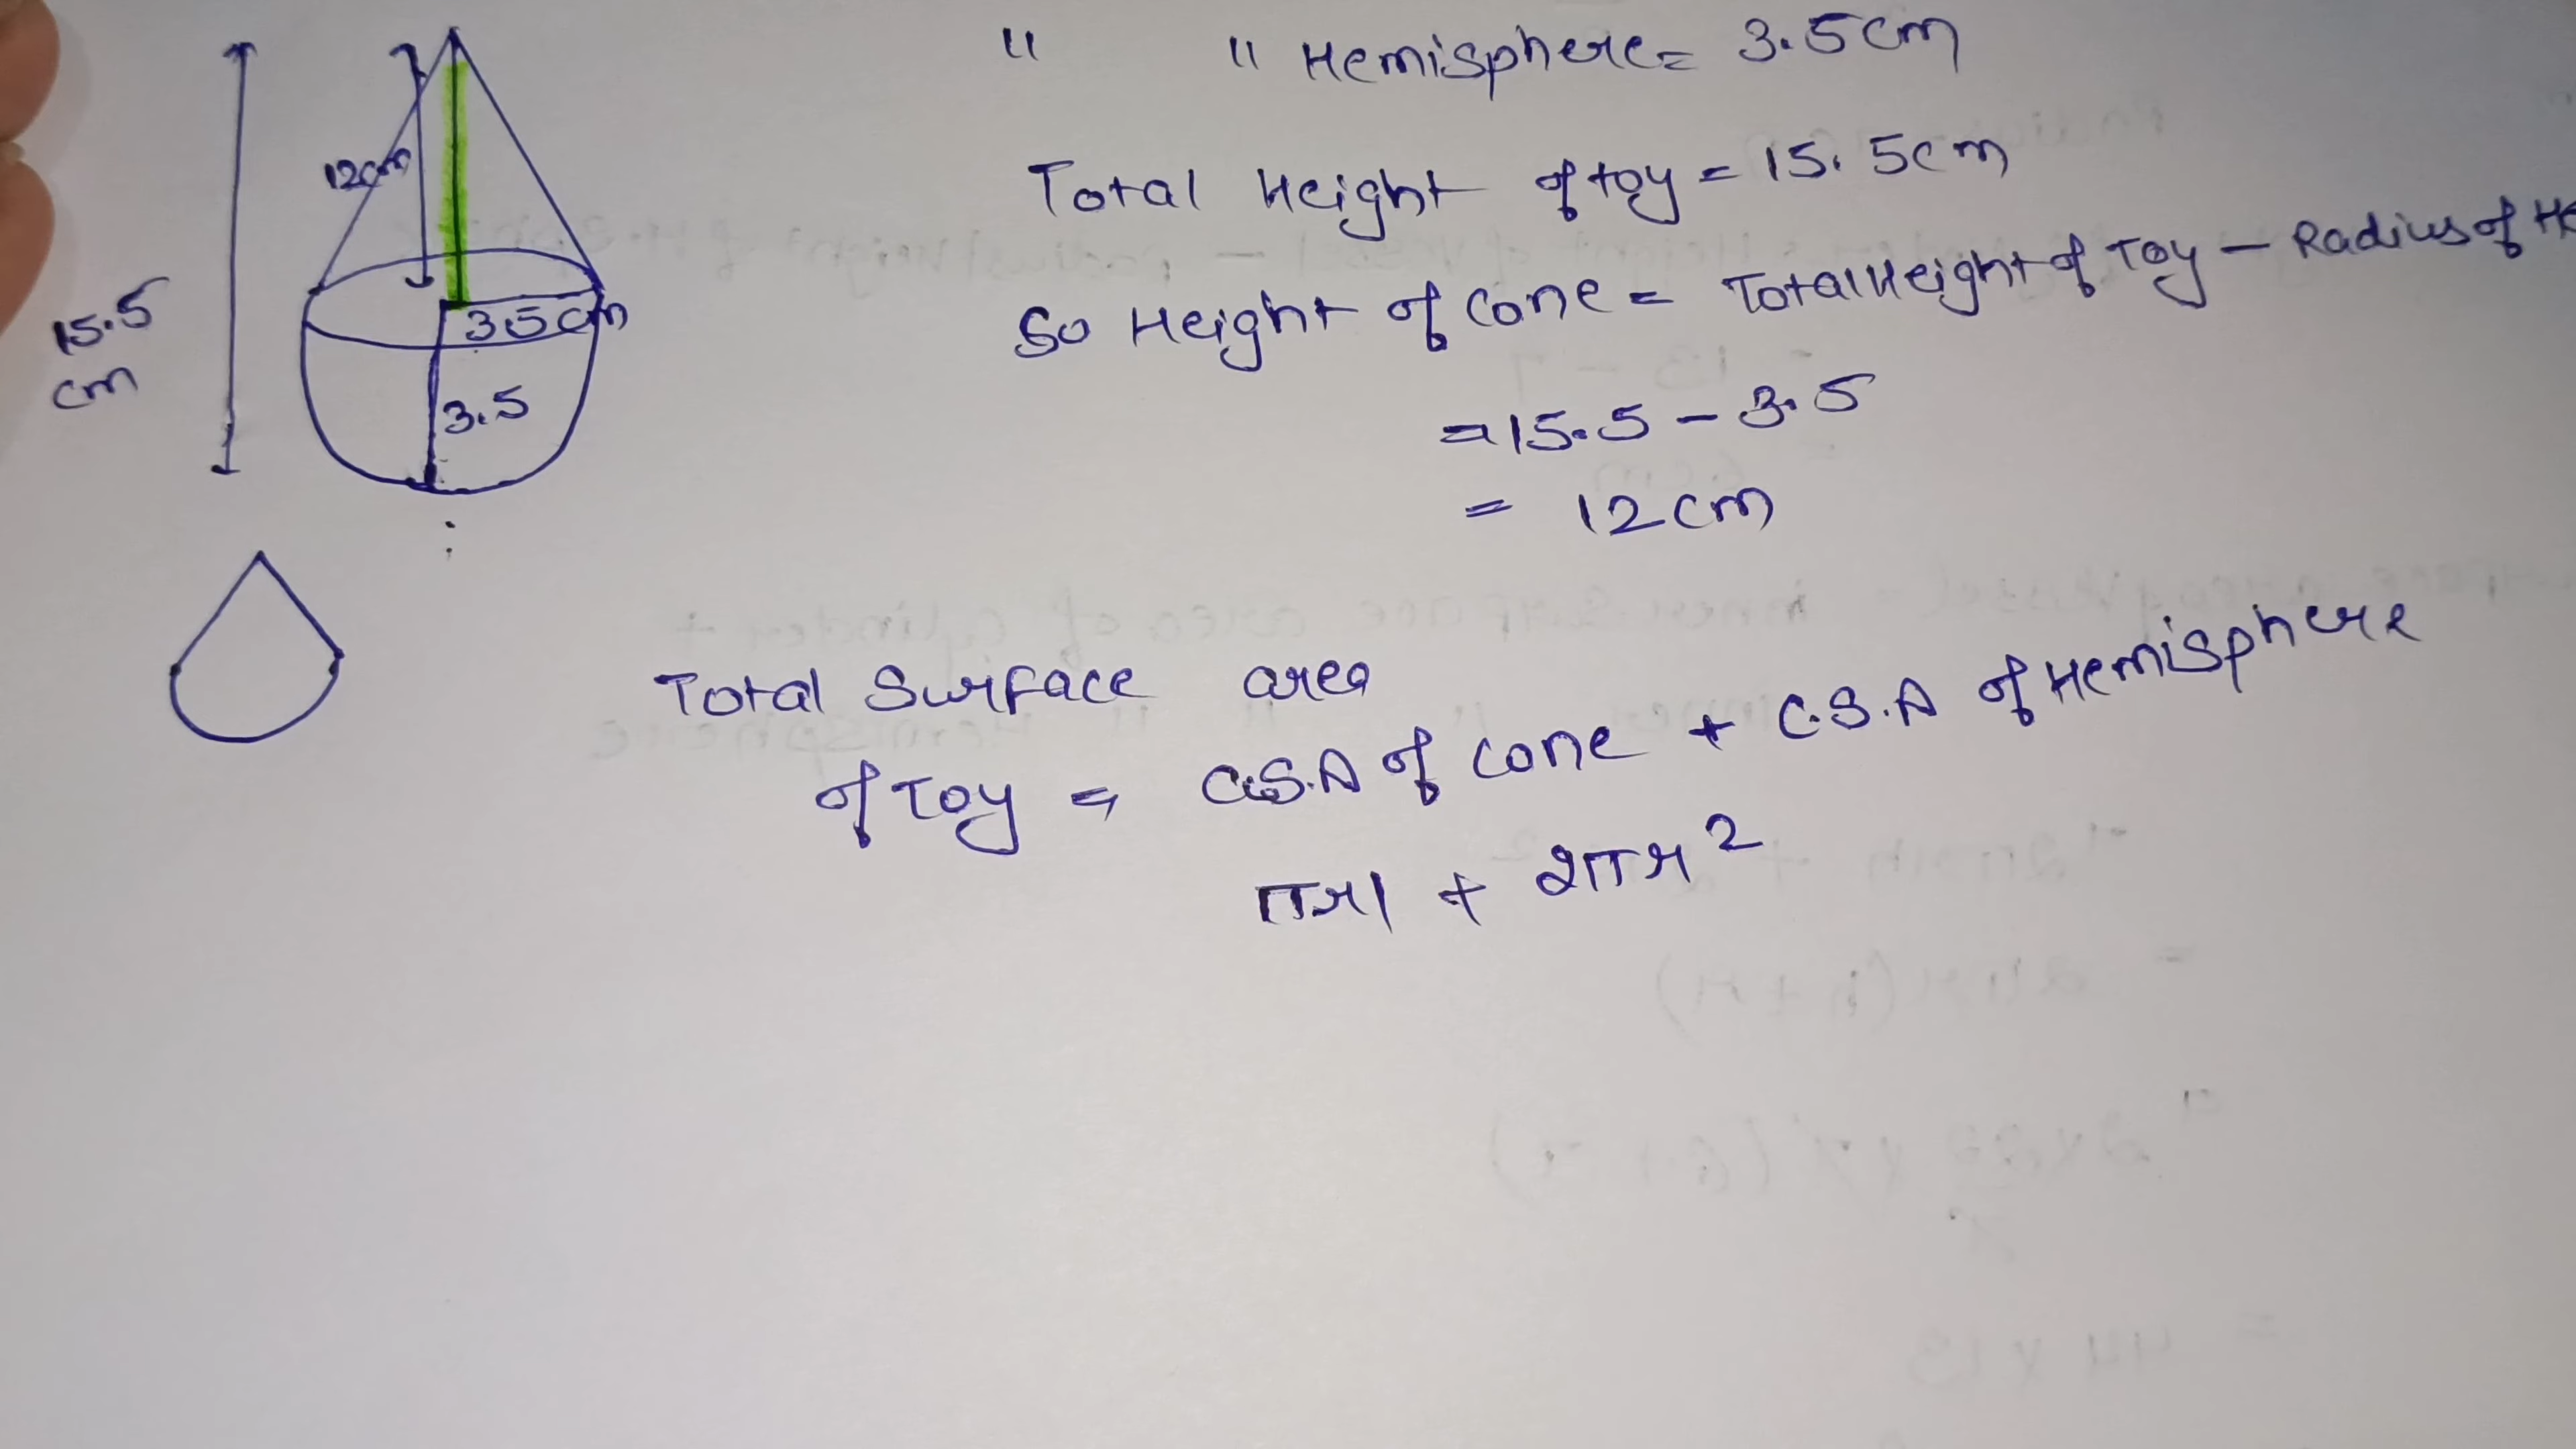 " " Hemisphere = 3.5cm
Total Height of toy = 15.5cm
So Height of cone = Total Height of Toy - Radius of He
= 15.5 - 3.5
= 12cm
12cm
15.5
cm
3.5cm
3.5
Total Surface area
of Toy = C.S.A of cone + C.S.A of Hemisphere
πrl + 2πr²